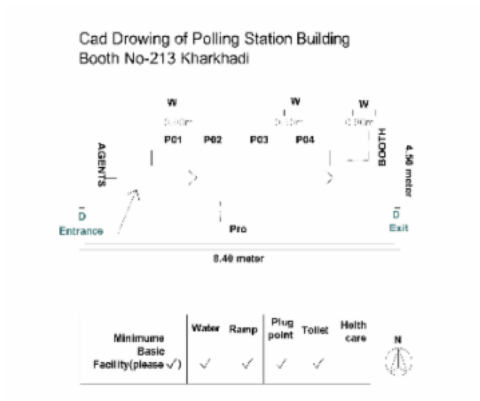 Cad Drowing of Polling Station Building
Booth No-213 Kharkhadi
W W W
P01 P02 P03 P04
AGENTS
BOOTH
4.50 meter
D
Entrance
D
Exit
Pro
8.40 meter
Minimume
Basic
Facility(please ✓)
Water Ramp Plug point Toilet Helth care
✓ ✓ ✓ ✓
N